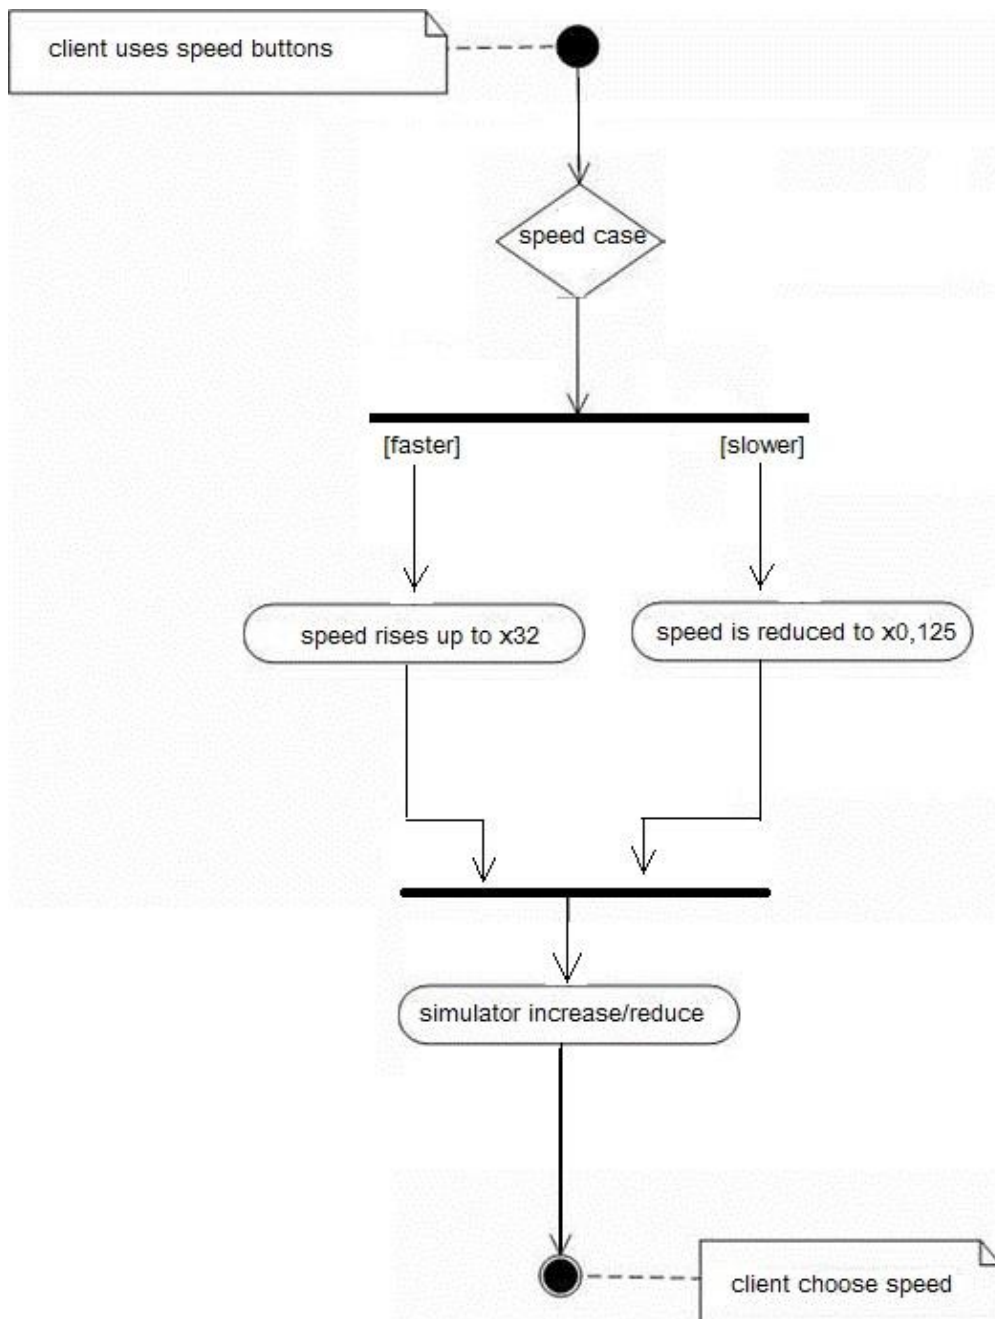 client uses speed buttons
speed case
[faster]
[slower]
speed rises up to x32
speed is reduced to x0,125
simulator increase/reduce
client choose speed